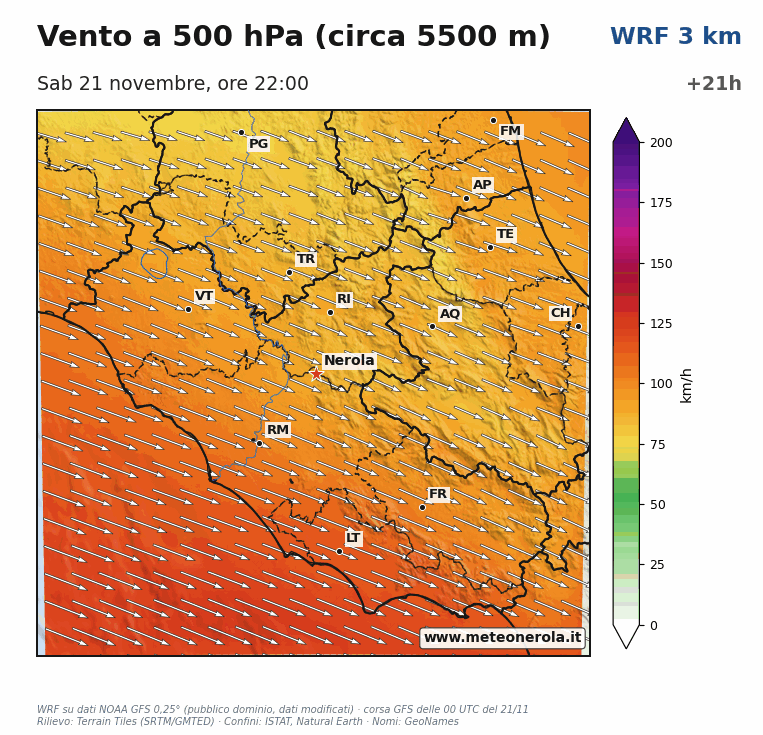 Vento a 500 hPa (circa 5500 m)
WRF 3 km
Sab 21 novembre, ore 22:00
+21h
FM
PG
AP
TE
TR
VT
RI
AQ
CH
Nerola
RM
FR
LT
www.meteonerola.it
200
175
150
125
100
75
50
25
0
km/h
WRF su dati NOAA GFS 0,25° (pubblico dominio, dati modificati) · corsa GFS delle 00 UTC del 21/11
Rilievo: Terrain Tiles (SRTM/GMTED) · Confini: ISTAT, Natural Earth · Nomi: GeoNames